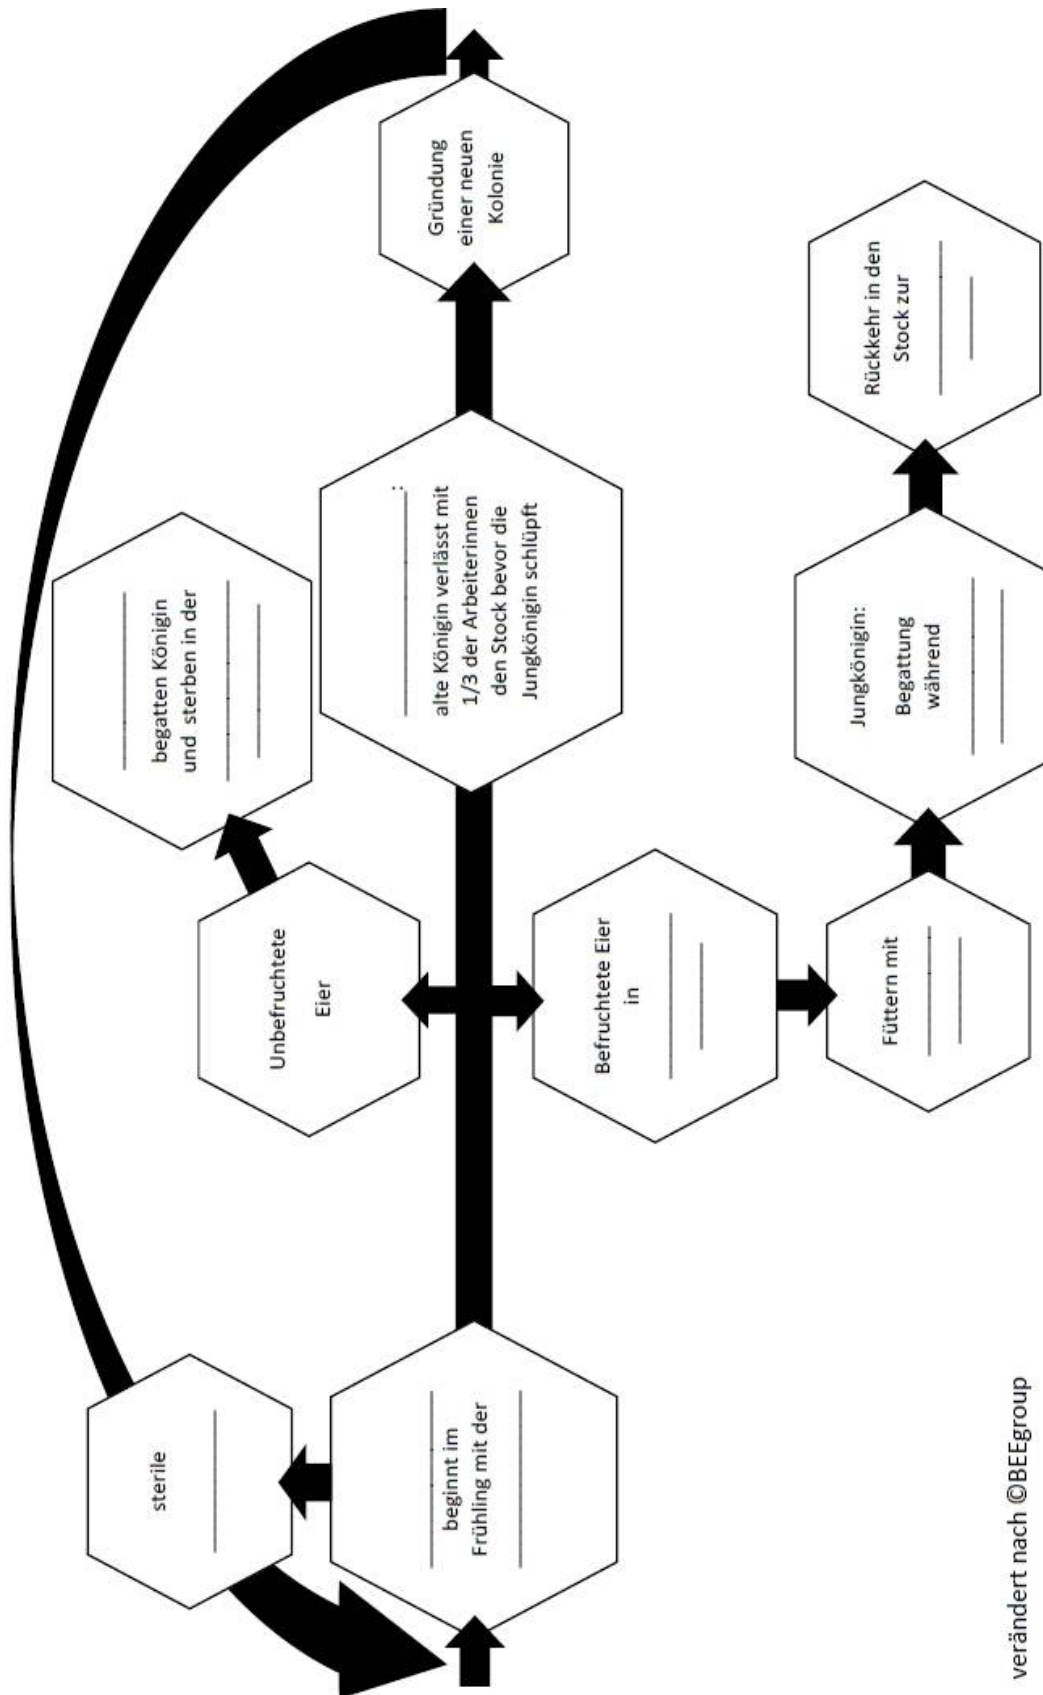 sterile
beginnt im
Frühling mit der
Unbefruchtete
Eier
begatten Königin
und sterben in der
Befruchtete Eier
in
:
alte Königin verlässt mit
1/3 der Arbeiterinnen
den Stock bevor die
Jungkönigin schlüpft
Gründung
einer neuen
Kolonie
Füttern mit
Jungkönigin:
Begattung
während
Rückkehr in den
Stock zur
verändert nach ©BEEgroup